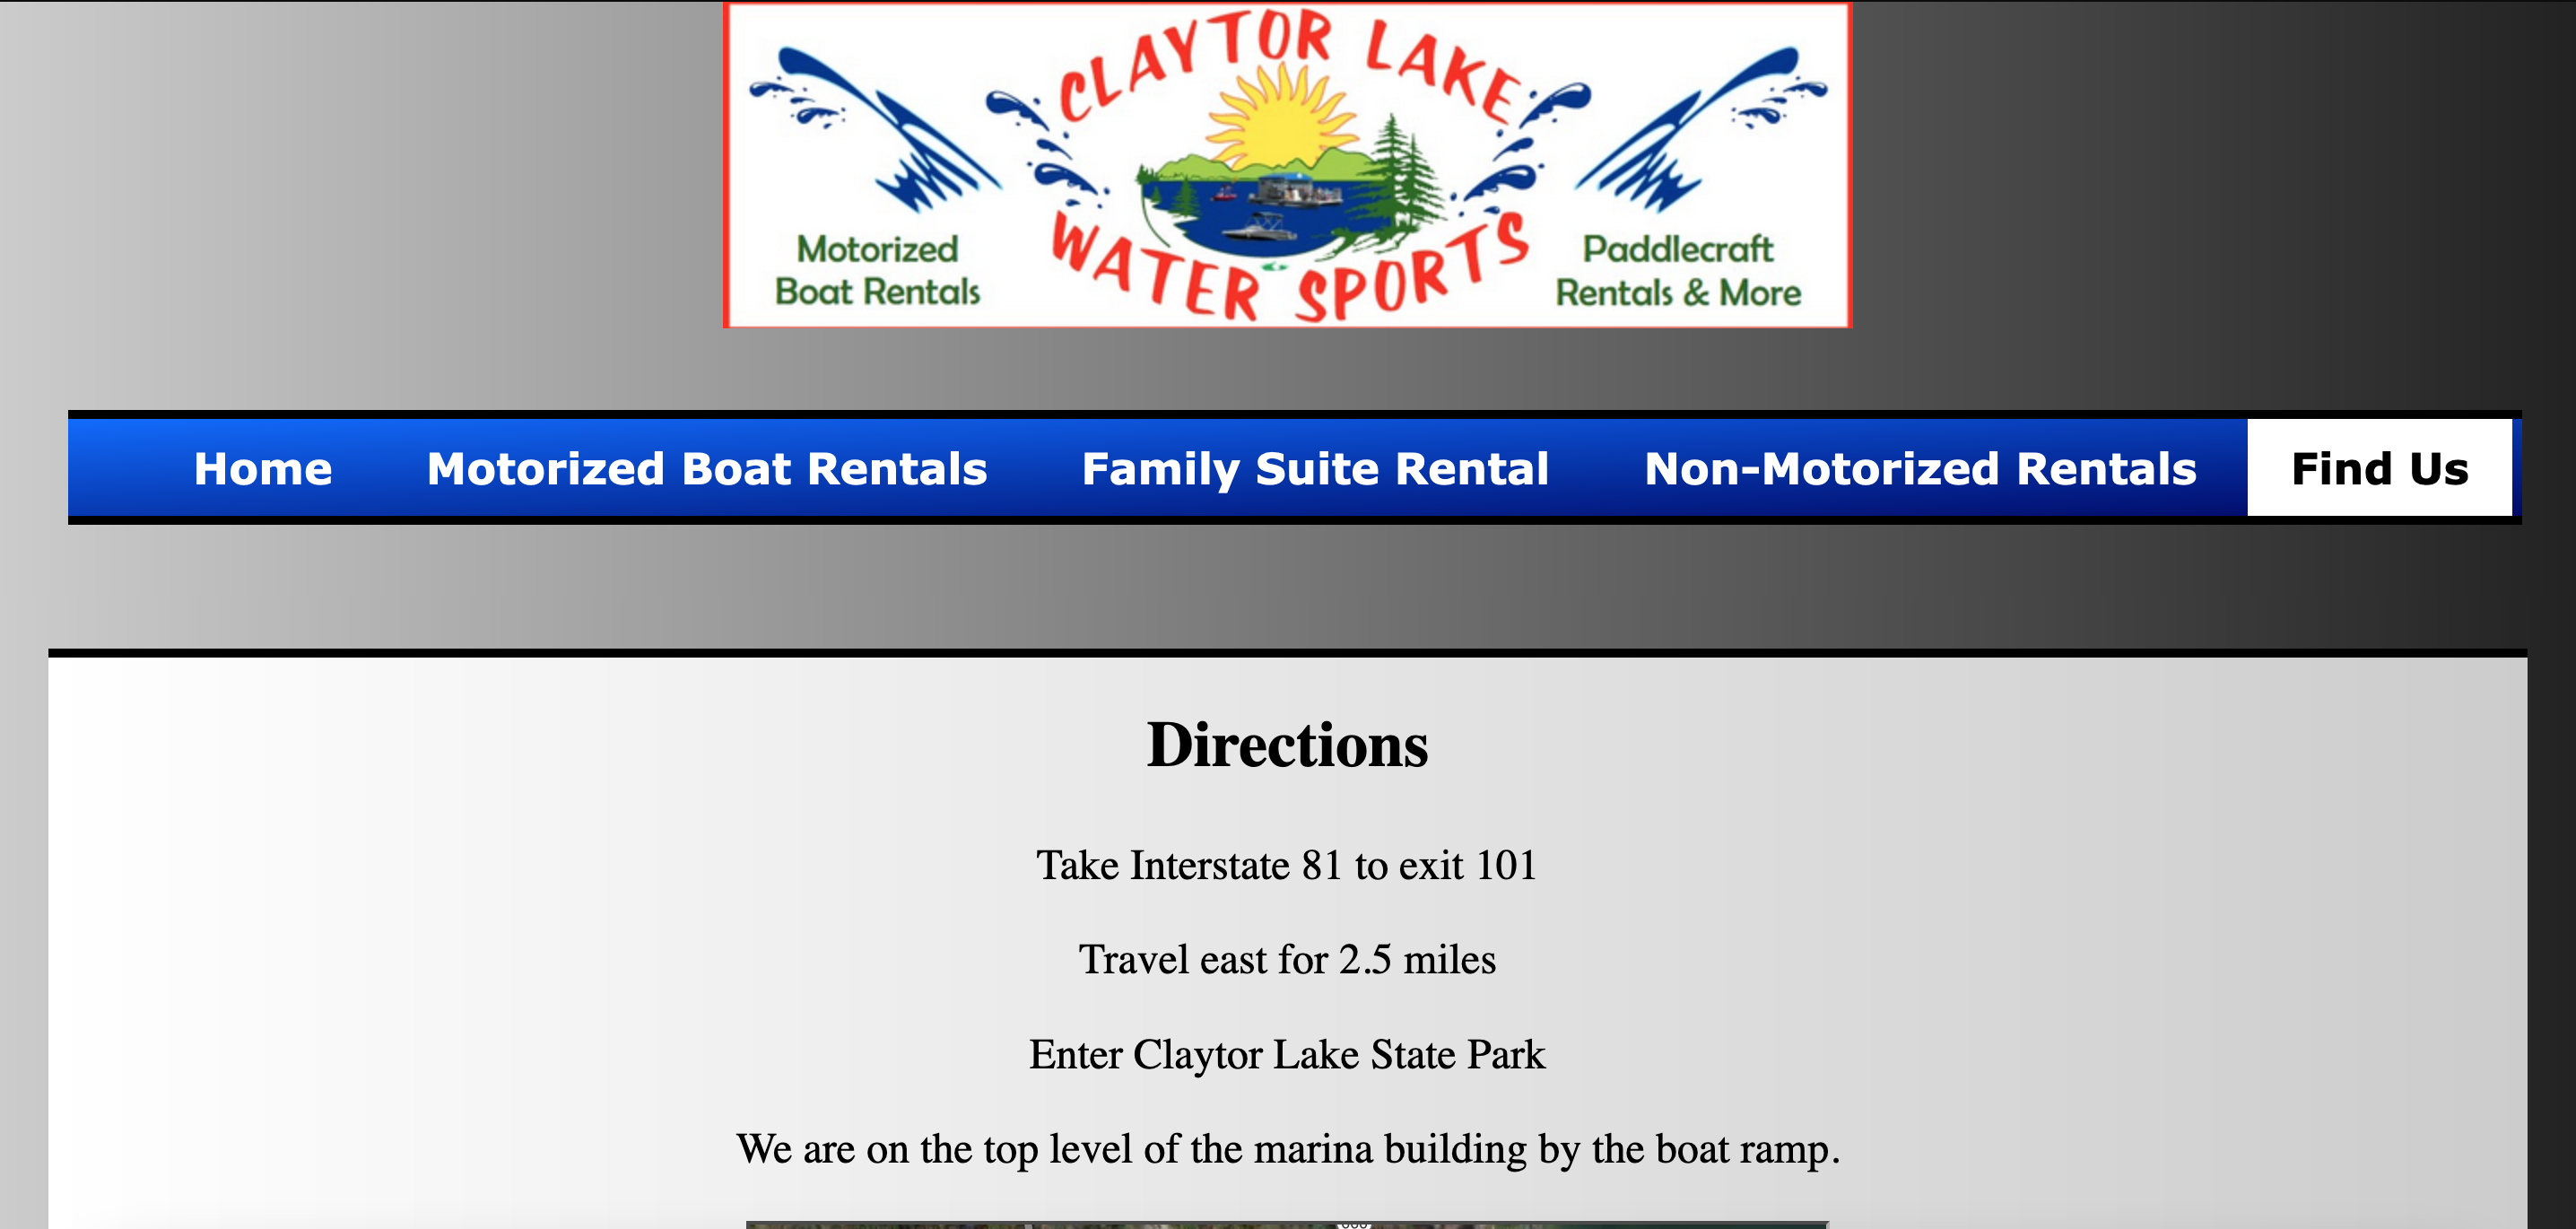 CLAYTOR LAKE
WATER SPORTS
Motorized
Boat Rentals
Paddlecraft
Rentals & More
Home Motorized Boat Rentals Family Suite Rental Non-Motorized Rentals Find Us
Directions
Take Interstate 81 to exit 101
Travel east for 2.5 miles
Enter Claytor Lake State Park
We are on the top level of the marina building by the boat ramp.